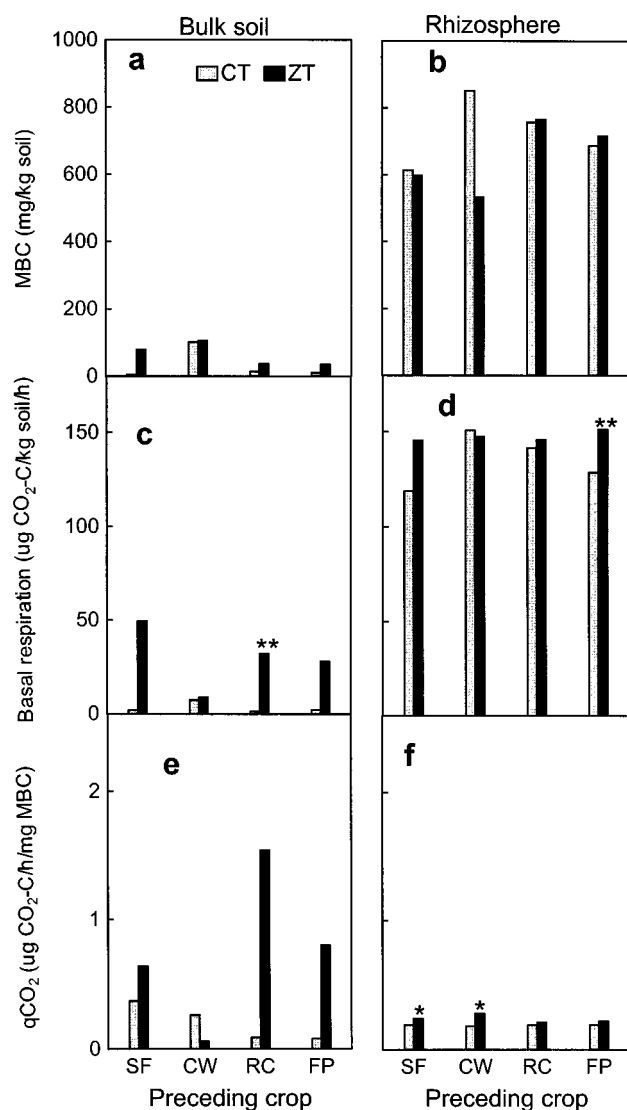 Bulk soil
Rhizosphere
MBC (mg/kg soil)
1000
800
600
400
200
0
a
CT ZT
b
Basal respiration (ug CO₂-C/kg soil/h)
150
100
50
0
c
**
d
**
qCO₂ (ug CO₂-C/h/mg MBC)
2
1
0
e
f
*
*
SF CW RC FP
SF CW RC FP
Preceding crop
Preceding crop